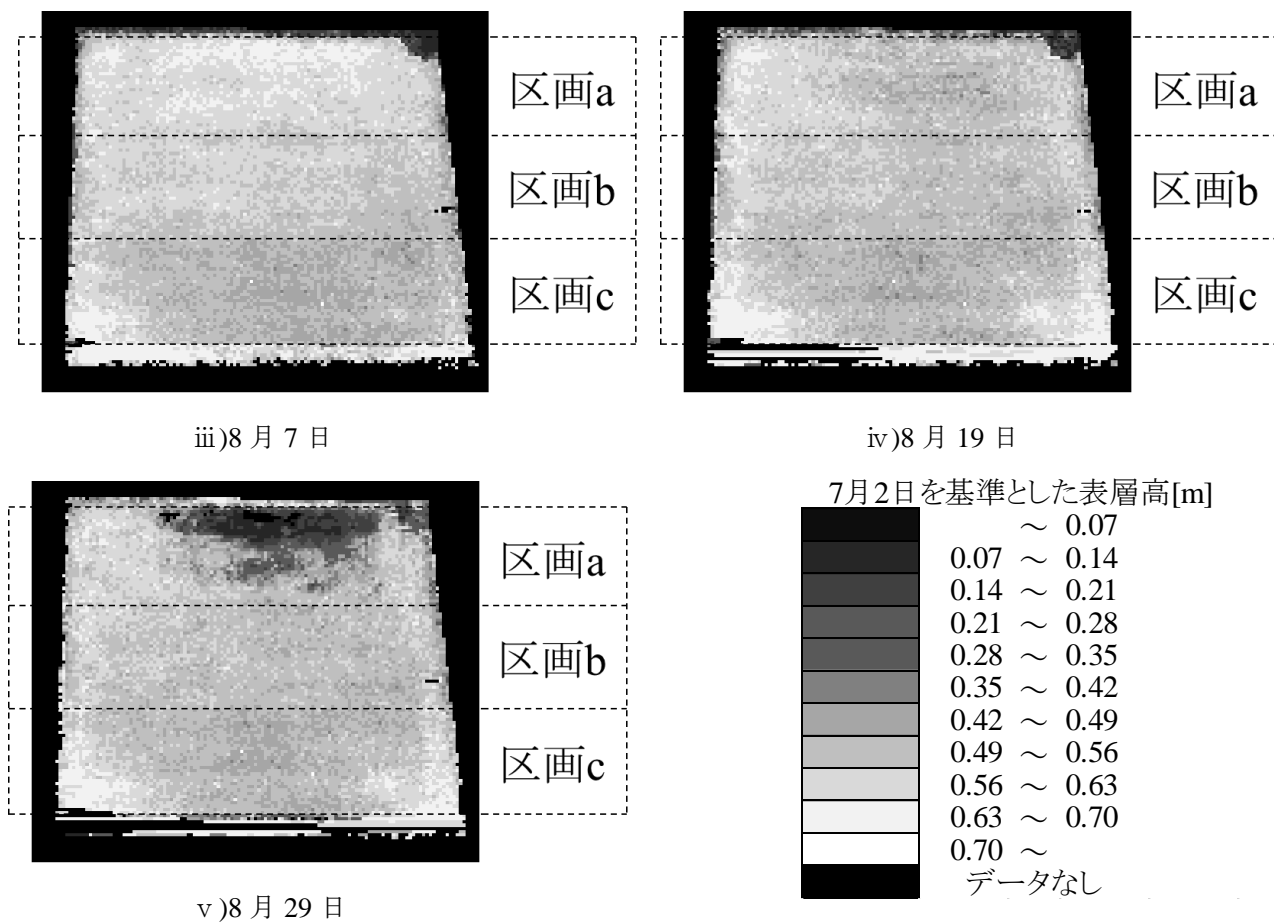 区画a
区画a
区画b
区画b
区画c
区画c
ⅲ)8 月 7 日
ⅳ)8 月 19 日
区画a
区画b
区画c
ⅴ)8 月 29 日
7月2日を基準とした表層高[m]
～ 0.07
0.07 ～ 0.14
0.14 ～ 0.21
0.21 ～ 0.28
0.28 ～ 0.35
0.35 ～ 0.42
0.42 ～ 0.49
0.49 ～ 0.56
0.56 ～ 0.63
0.63 ～ 0.70
0.70 ～
データなし